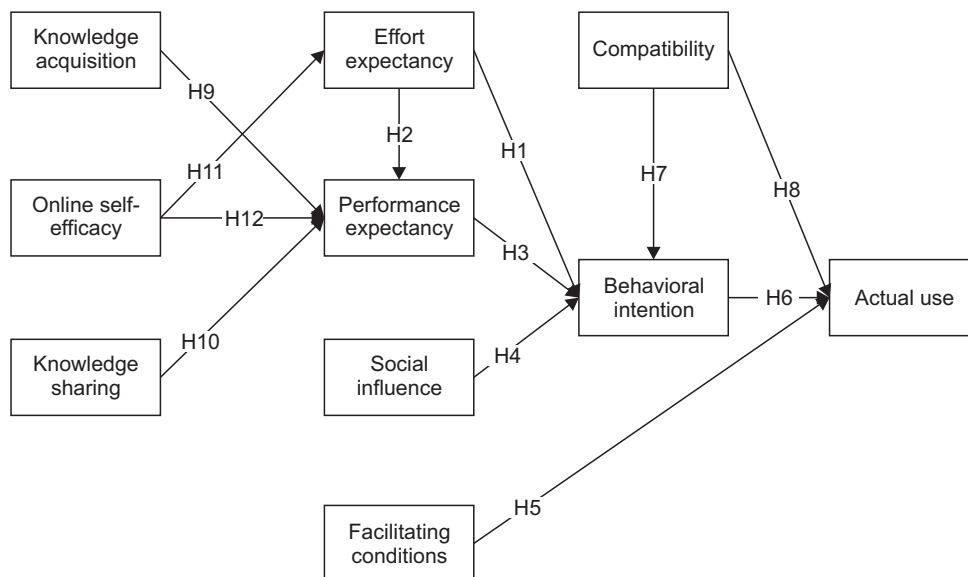 Knowledge
acquisition
Effort
expectancy
Compatibility
H9
H2
H1
H11
H7
H8
Online self-
efficacy
H12
Performance
expectancy
H3
Behavioral
intention
H6
Actual use
H10
H4
Knowledge
sharing
Social
influence
H5
Facilitating
conditions